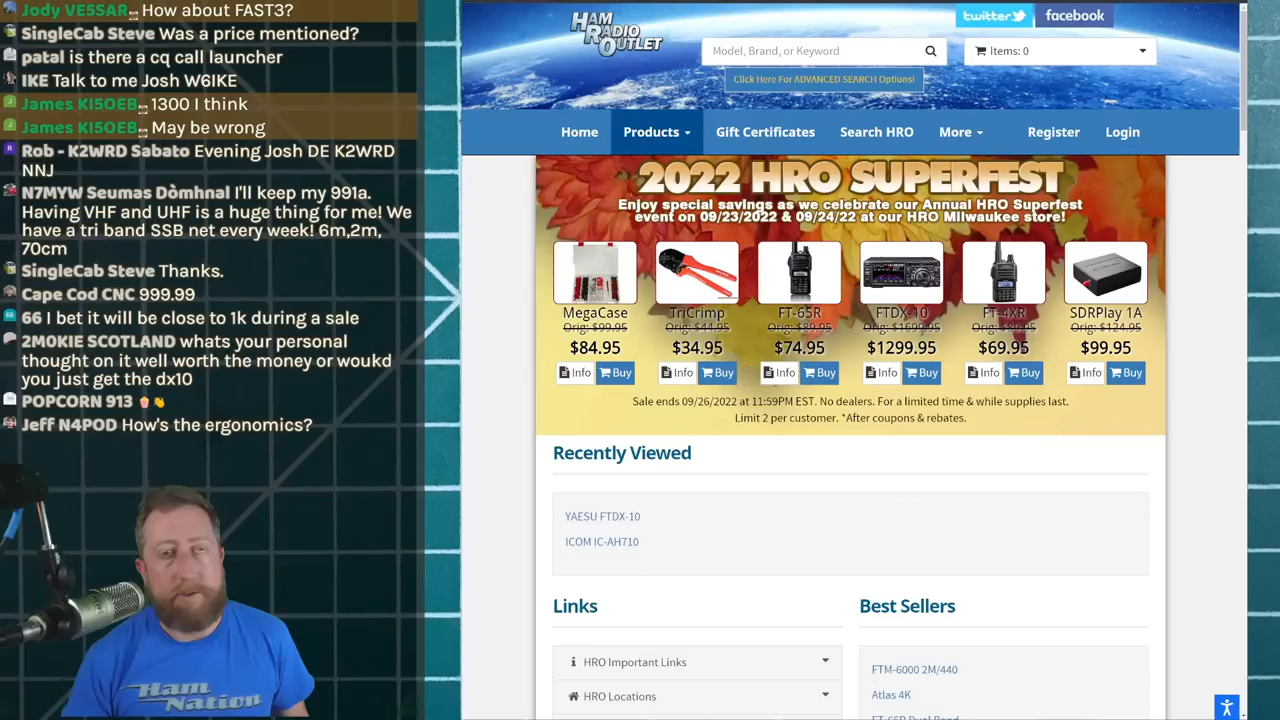 Jody VE5SAR How about FAST3?
SingleCab Steve Was a price mentioned?
natal is there a cq call launcher
IKE Talk to me Josh W6IKE
James KI5OEB 1300 I think
James KI5OEB May be wrong
Rob - K2WRD Sabato Evening Josh DE K2WRD
NNJ
N7MYW Seumas Dòmhnal I'll keep my 991a.
Having VHF and UHF is a huge thing for me! We
have a tri band SSB net every week! 6m,2m,
70cm
SingleCab Steve Thanks.
Cape Cod CNC 999.99
66 I bet it will be close to 1k during a sale
2M0KIE SCOTLAND whats your personal
thought on it well worth the money or woukd
you just get the dx10
POPCORN 913 🍿👏
Jeff N4POD How's the ergonomics?
Ham Nation
HAM RADIO OUTLET
twitter
facebook
Model, Brand, or Keyword
Items: 0
Click Here For ADVANCED SEARCH Options!
Home Products Gift Certificates Search HRO More Register Login
2022 HRO SUPERFEST
Enjoy special savings as we celebrate our Annual HRO Superfest
event on 09/23/2022 & 09/24/22 at our HRO Milwaukee store!
MegaCase TriCrimp FT-65R FTDX-10 FT-4XR SDRPlay 1A
Orig: $99.95 Orig: $44.95 Orig: $89.95 Orig: $1699.95 Orig: $89.95 Orig: $124.95
$84.95 $34.95 $74.95 $1299.95 $69.95 $99.95
Info Buy Info Buy Info Buy Info Buy Info Buy Info Buy
Sale ends 09/26/2022 at 11:59PM EST. No dealers. For a limited time & while supplies last.
Limit 2 per customer. *After coupons & rebates.
Recently Viewed
YAESU FTDX-10
ICOM IC-AH710
Links
HRO Important Links
HRO Locations
Best Sellers
FTM-6000 2M/440
Atlas 4K
FT-65R Dual Band